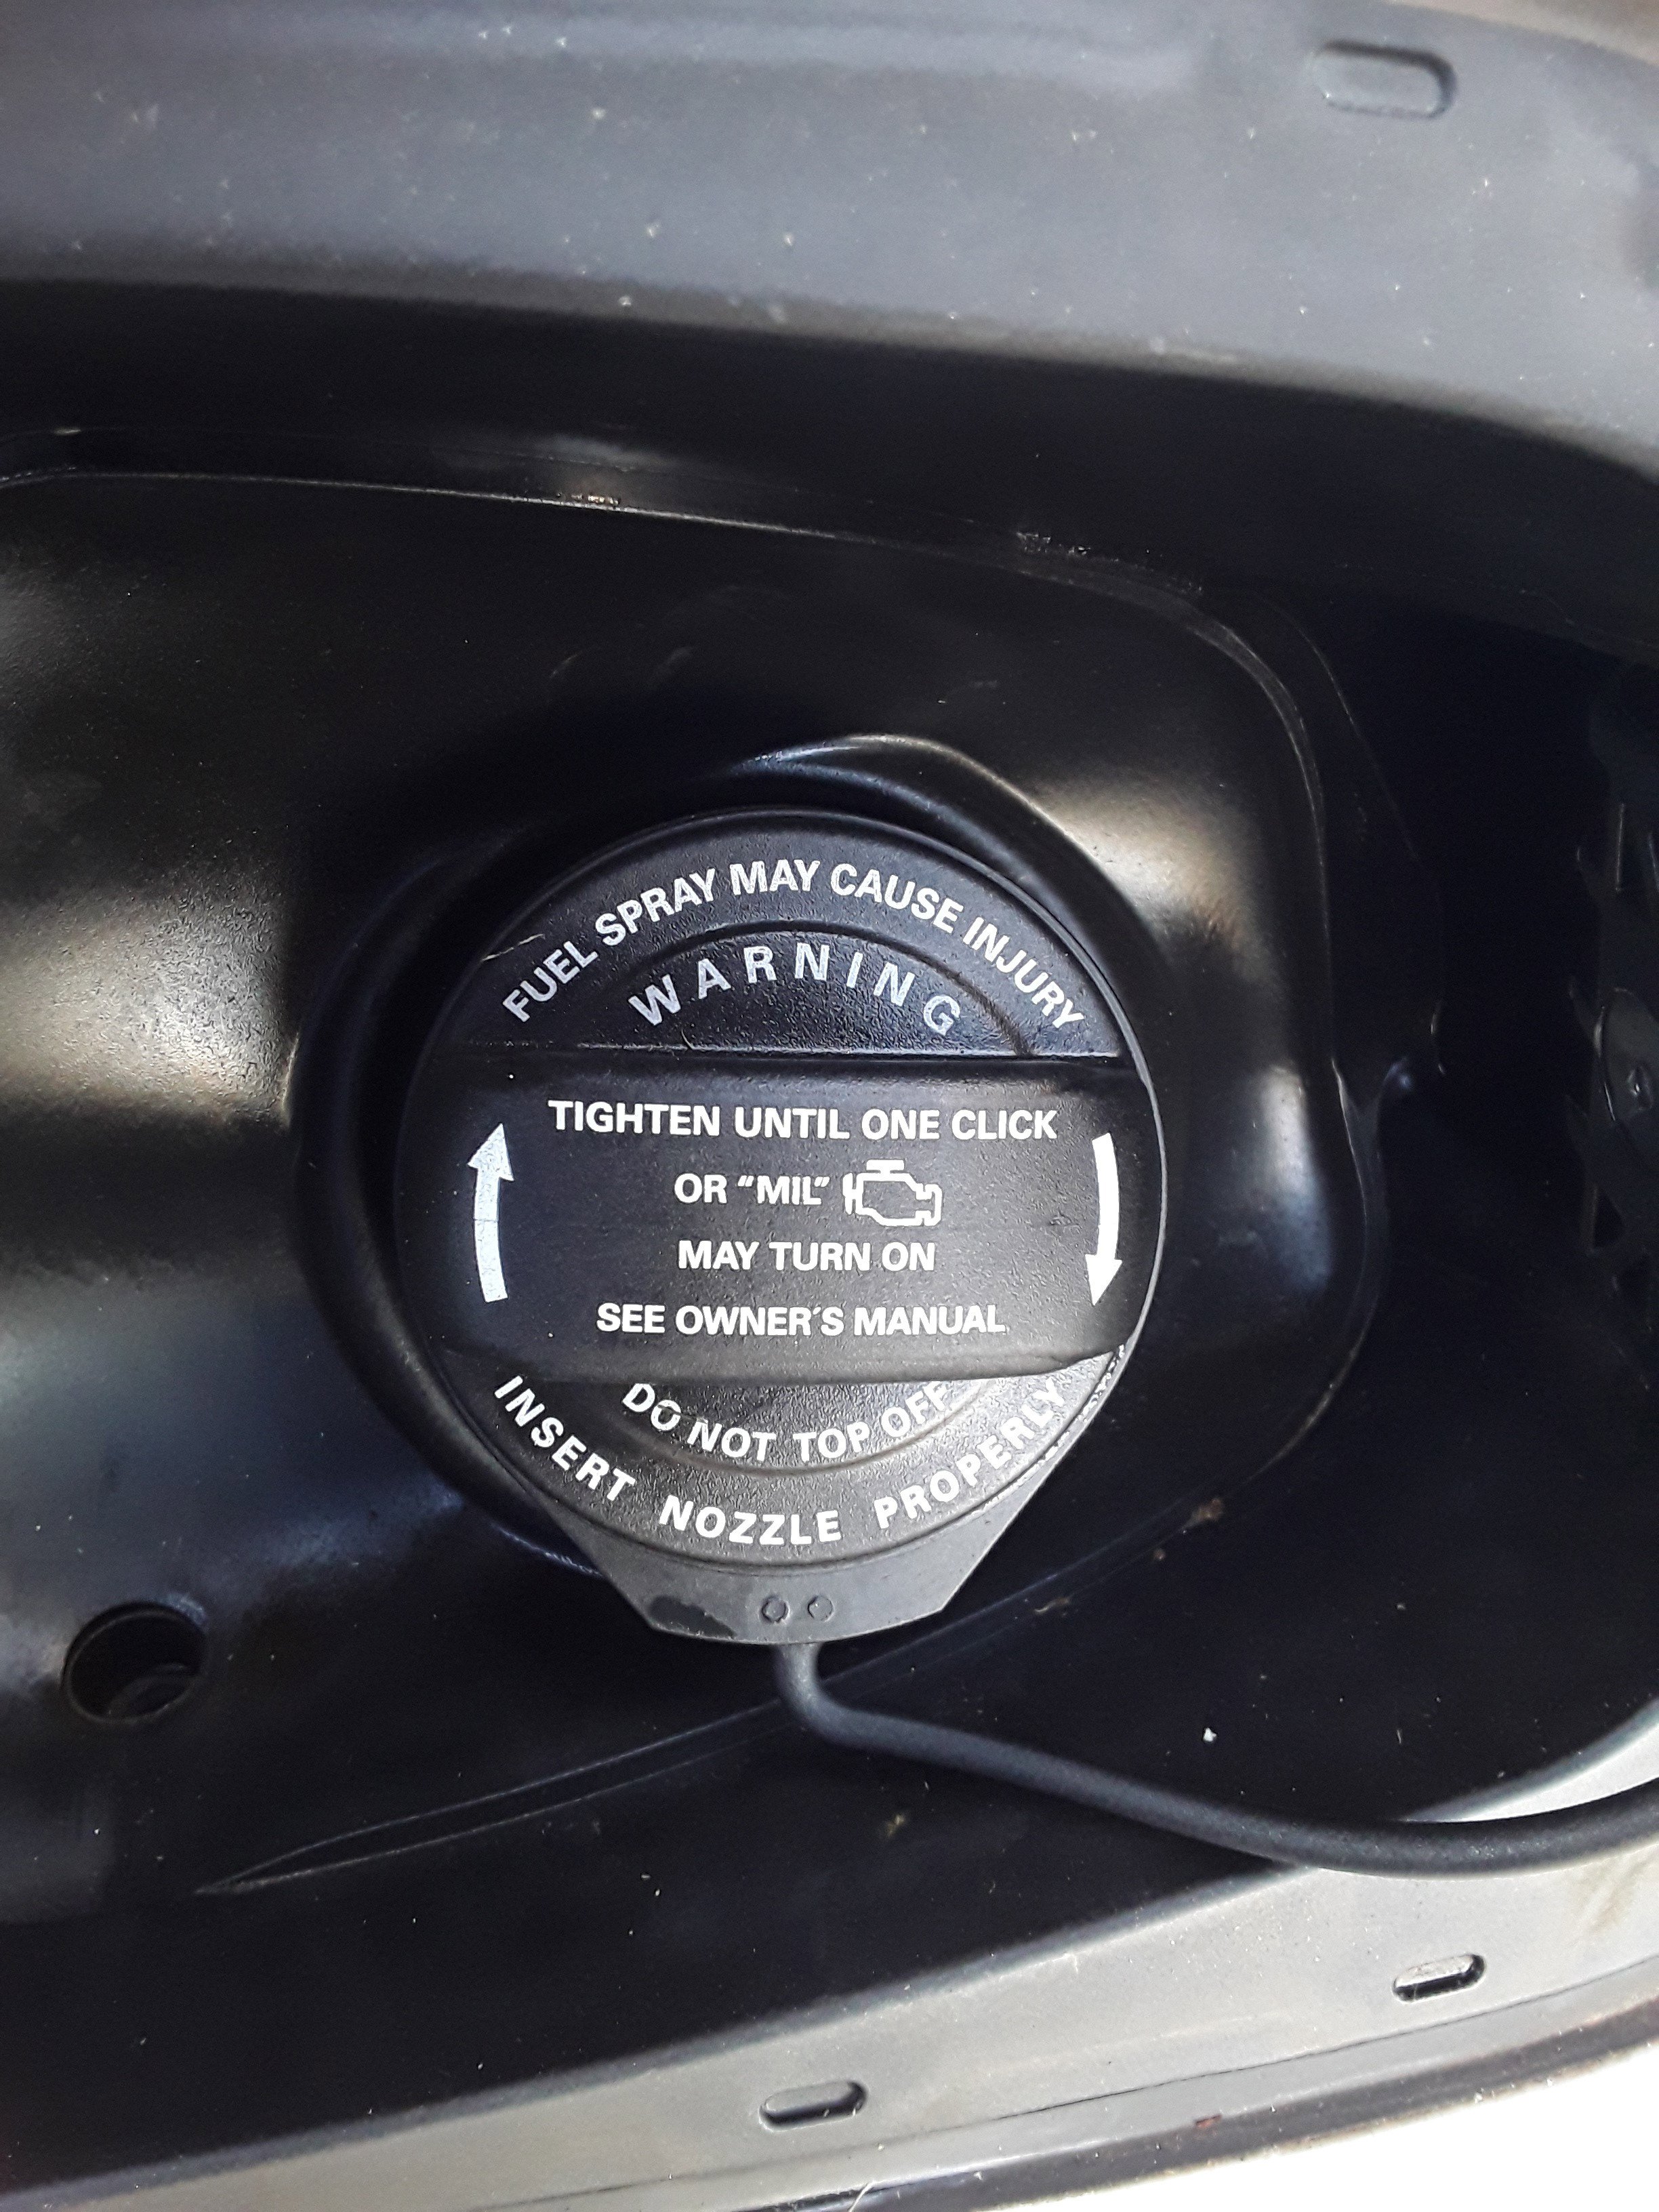 FUEL SPRAY MAY CAUSE INJURY
WARNING
TIGHTEN UNTIL ONE CLICK
OR "MIL"
MAY TURN ON
SEE OWNER'S MANUAL
DO NOT TOP OFF
INSERT NOZZLE PROPERLY